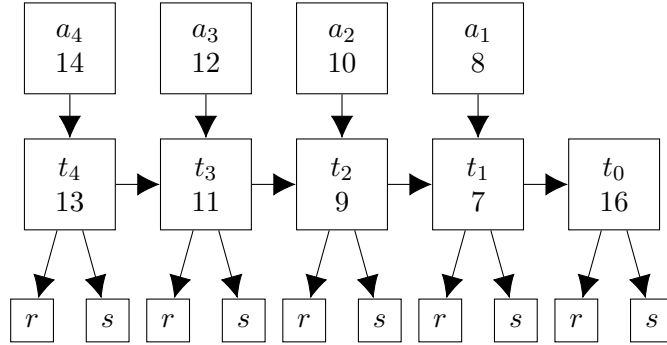 a₄ a₃ a₂ a₁
14 12 10 8
t₄ t₃ t₂ t₁ t₀
13 11 9 7 16
r s r s r s r s r s